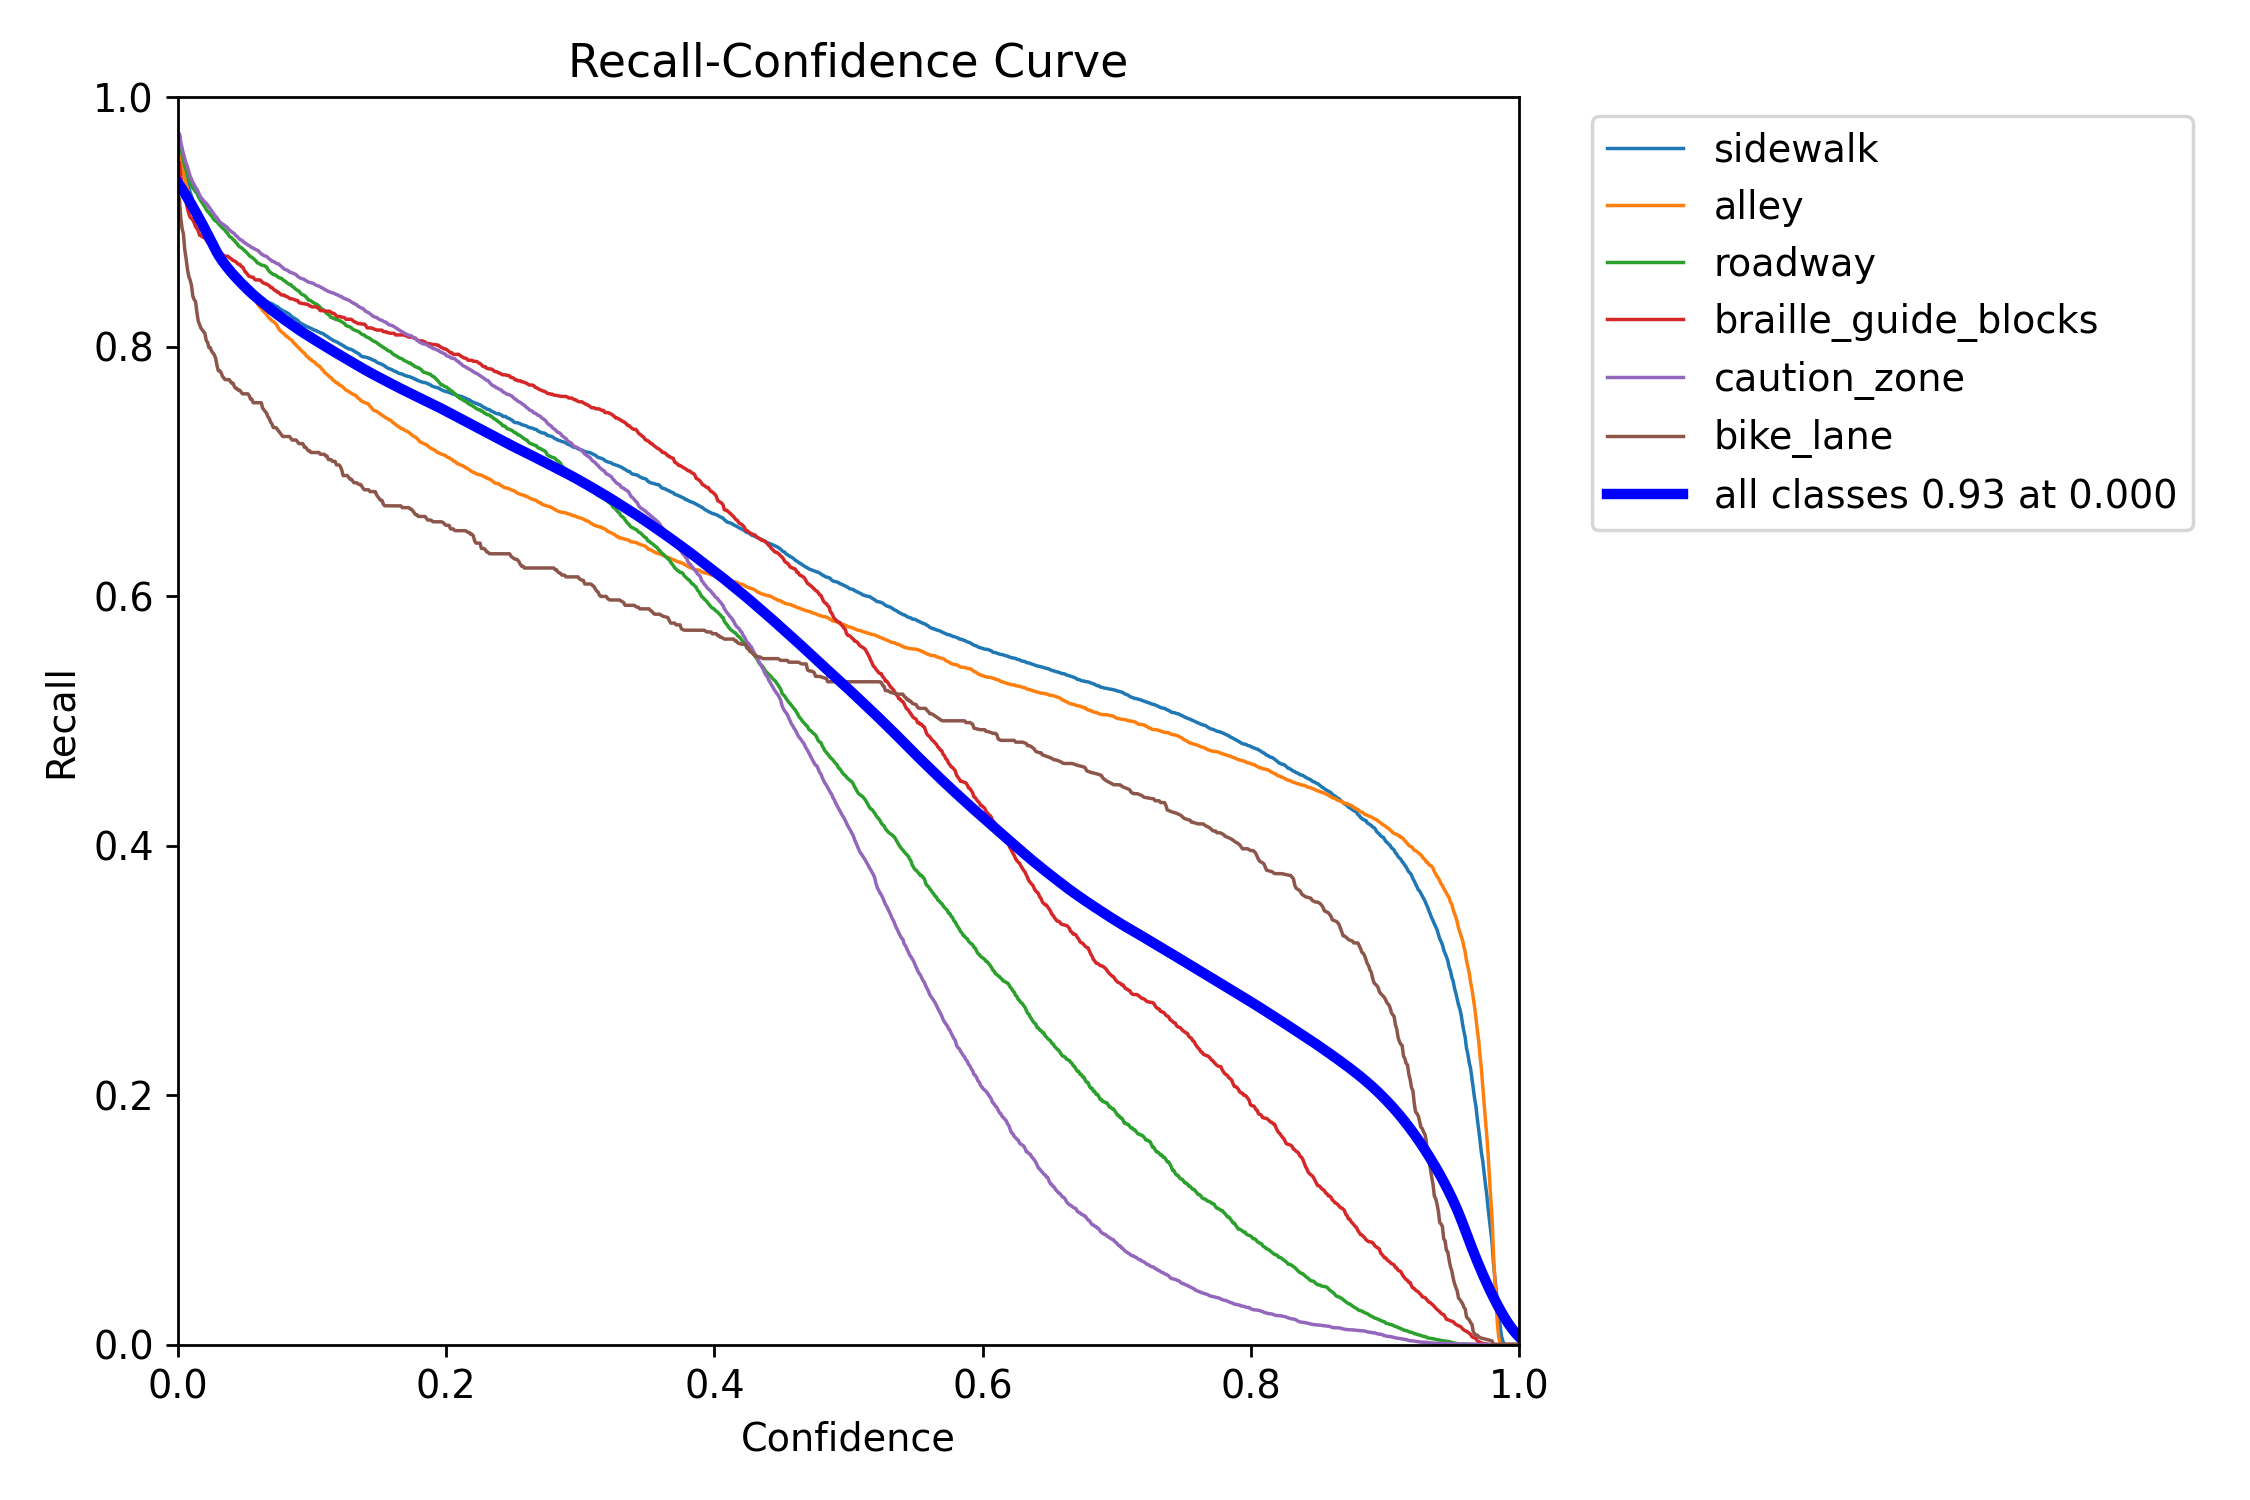 Recall-Confidence Curve
1.0
0.8
0.6
0.4
0.2
0.0
Recall
0.0 0.2 0.4 0.6 0.8 1.0
Confidence
sidewalk
alley
roadway
braille_guide_blocks
caution_zone
bike_lane
all classes 0.93 at 0.000